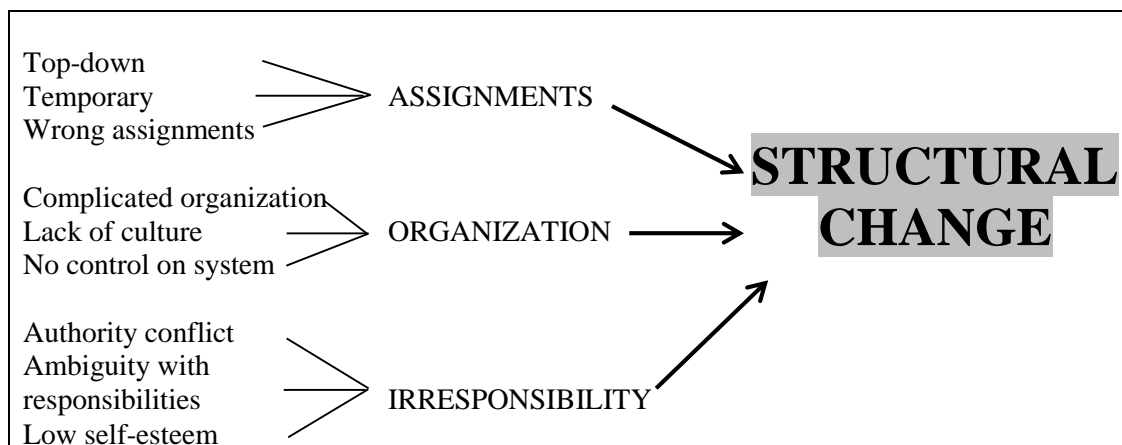 Top-down
Temporary
Wrong assignments
ASSIGNMENTS
Complicated organization
Lack of culture
No control on system
ORGANIZATION
Authority conflict
Ambiguity with
responsibilities
Low self-esteem
IRRESPONSIBILITY
STRUCTURAL
CHANGE